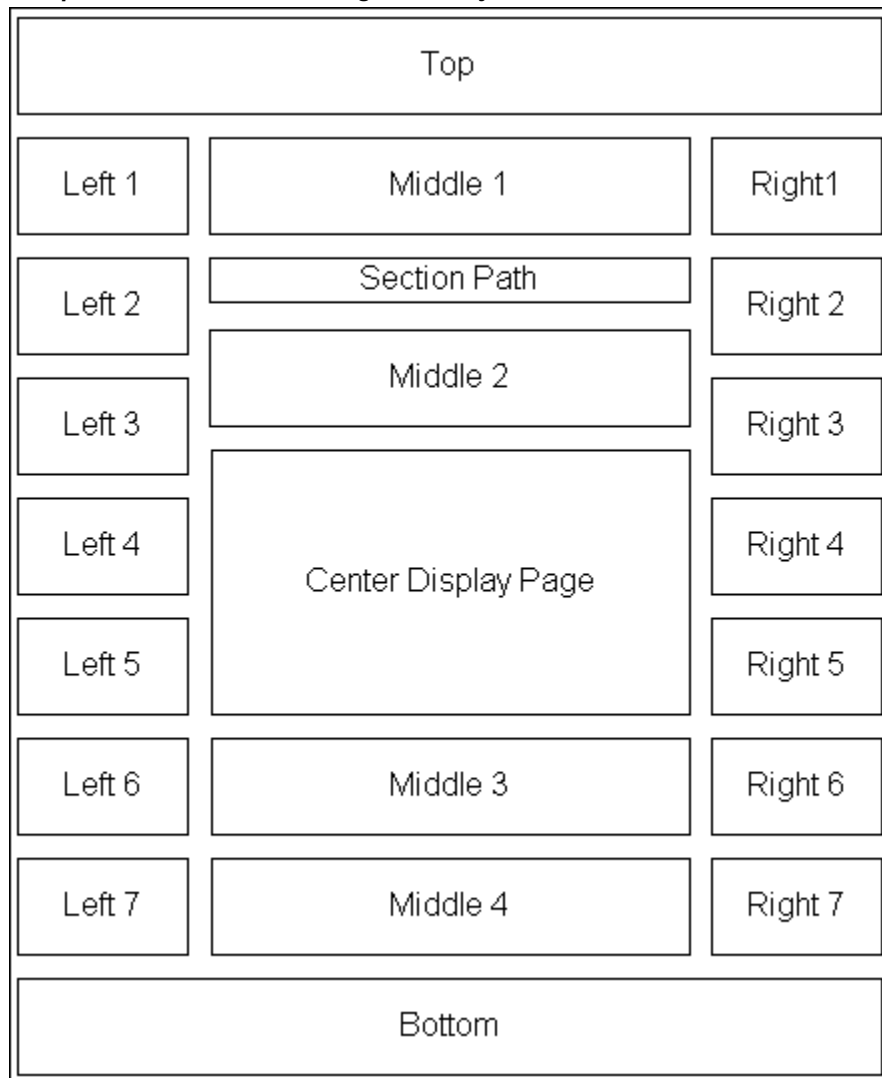 Top
Left 1
Middle 1
Right1
Section Path
Left 2
Right 2
Middle 2
Left 3
Right 3
Left 4
Right 4
Center Display Page
Left 5
Right 5
Left 6
Middle 3
Right 6
Left 7
Middle 4
Right 7
Bottom